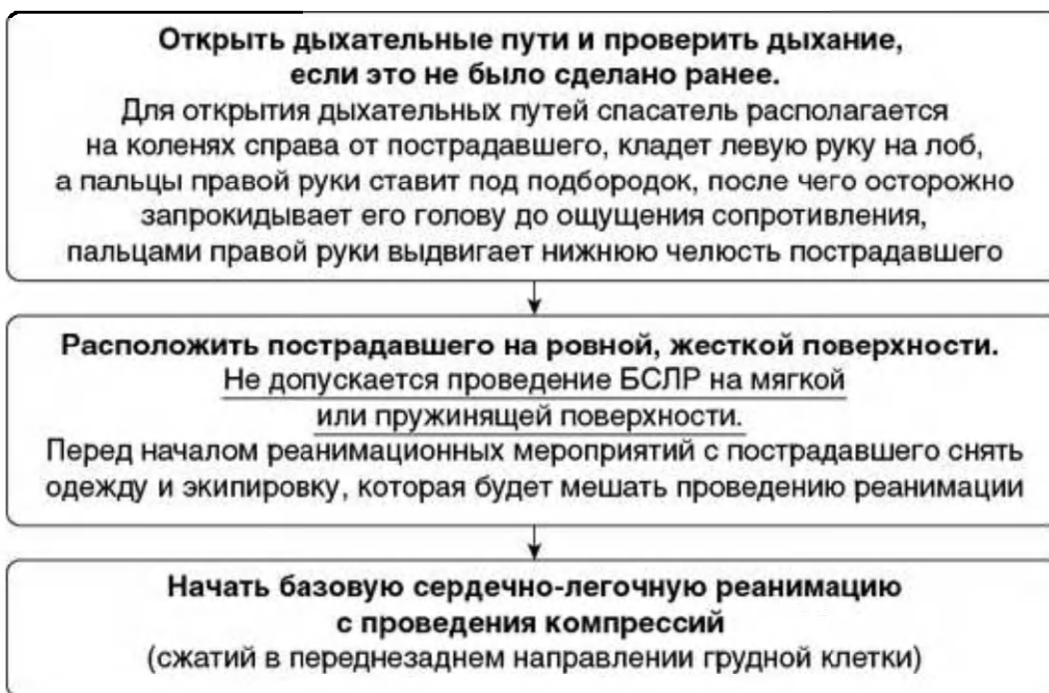 Открыть дыхательные пути и проверить дыхание,
если это не было сделано ранее.
Для открытия дыхательных путей спасатель располагается
на коленях справа от пострадавшего, кладет левую руку на лоб,
а пальцы правой руки ставит под подбородок, после чего осторожно
запрокидывает его голову до ощущения сопротивления,
пальцами правой руки выдвигает нижнюю челюсть пострадавшего
Расположить пострадавшего на ровной, жесткой поверхности.
Не допускается проведение БСЛР на мягкой
или пружинящей поверхности.
Перед началом реанимационных мероприятий с пострадавшего снять
одежду и экипировку, которая будет мешать проведению реанимации
Начать базовую сердечно-легочную реанимацию
с проведения компрессий
(сжатий в переднезаднем направлении грудной клетки)